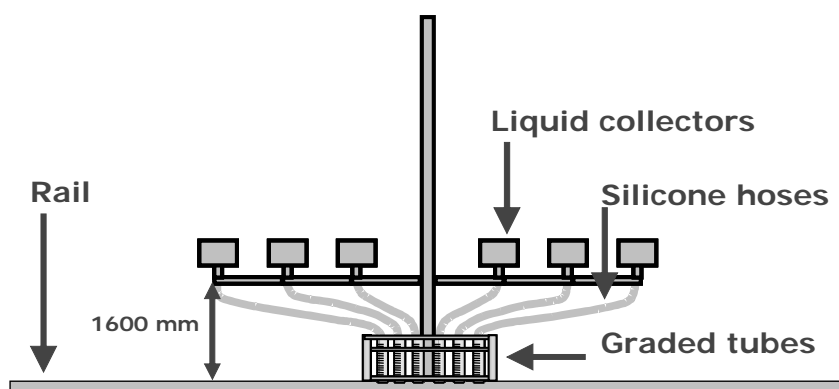 Liquid collectors
Rail
Silicone hoses
1600 mm
Graded tubes